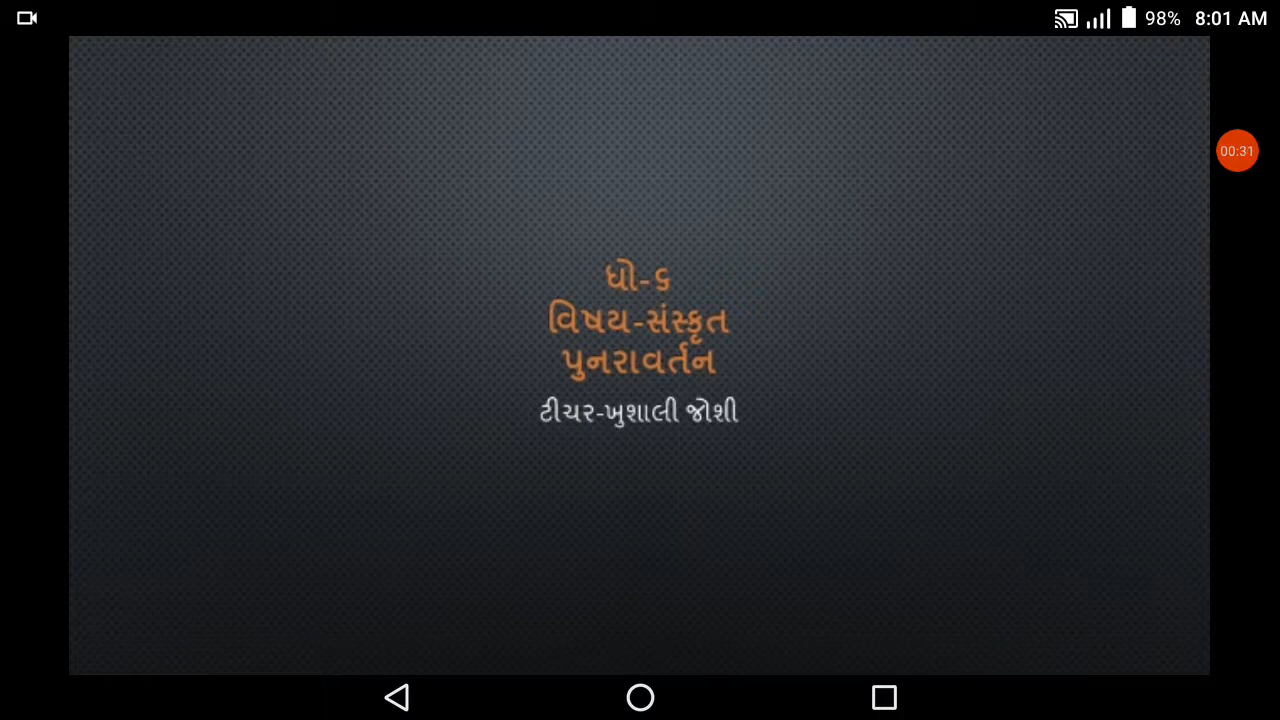 98% 8:01 AM
00:31
ધો-૬
વિષય-સંસ્કૃત
પુનરાવર્તન
ટીચર-ખુશાલી જોશી